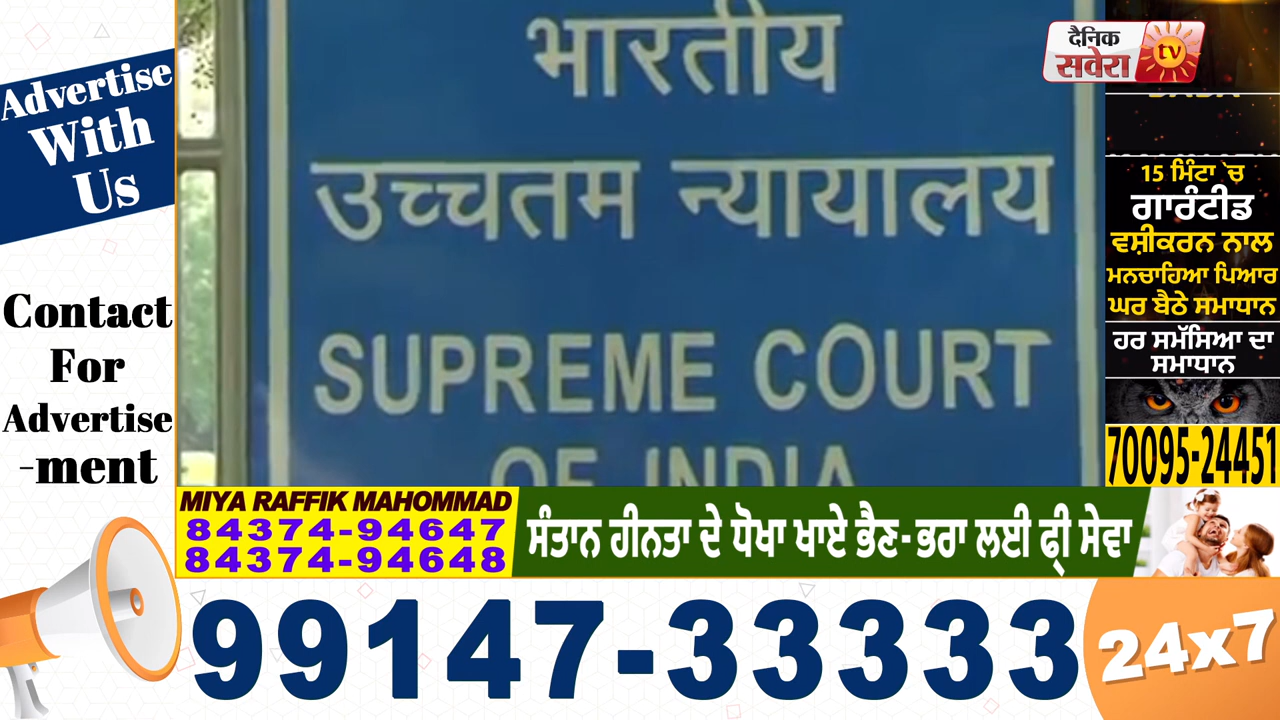 Advertise
With
Us
Contact
For
Advertise
-ment
भारतीय
उच्चतम न्यायालय
SUPREME COURT
OF INDIA
दैनिक
सवेरा
tv
15 ਮਿੰਟਾ `ਚ
ਗਾਰੰਟੀਡ
ਵਸ਼ੀਕਰਨ ਨਾਲ
ਮਨਚਾਹਿਆ ਪਿਆਰ
ਘਰ ਬੈਠੇ ਸਮਾਧਾਨ
ਹਰ ਸਮੱਸਿਆ ਦਾ
ਸਮਾਧਾਨ
70095-24451
MIYA RAFFIK MAHOMMAD
84374-94647
84374-94648
ਸੰਤਾਨ ਹੀਨਤਾ ਦੇ ਧੋਖਾ ਖਾਏ ਭੈਣ-ਭਰਾ ਲਈ ਫ੍ਰੀ ਸੇਵਾ
99147-33333
24x7